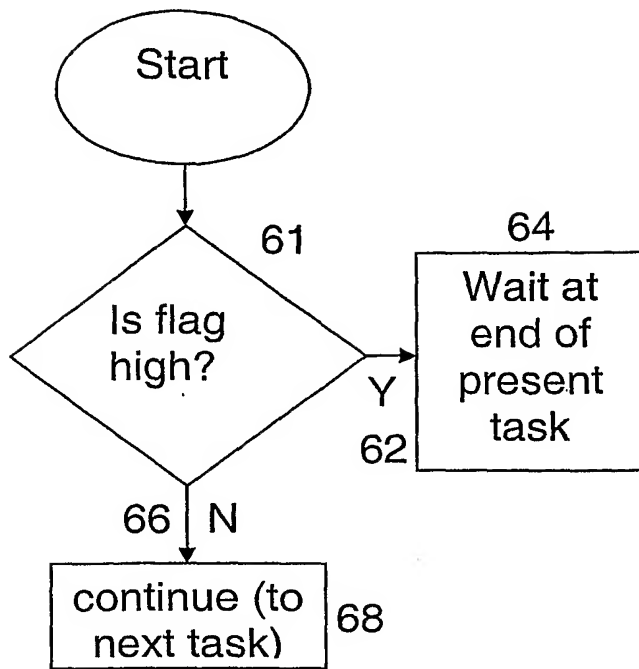 Start
61
Is flag
high?
Y
62
64
Wait at
end of
present
task
66
N
continue (to
next task)
68